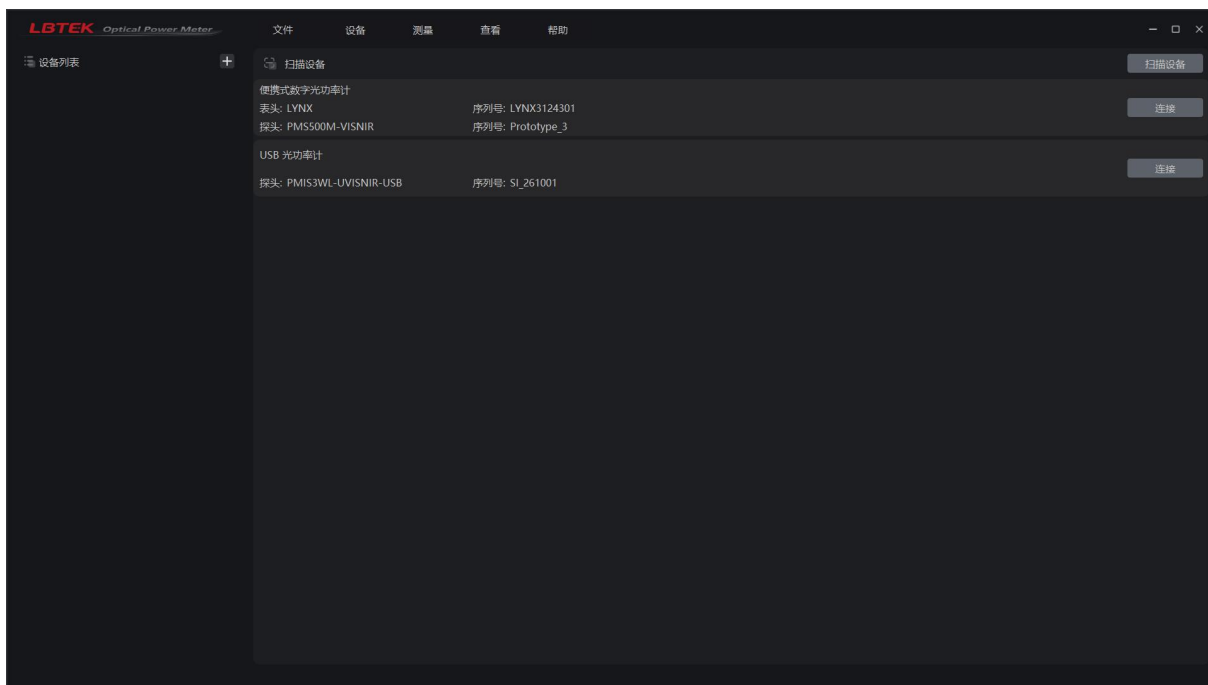 LBTEK Optical Power Meter 文件 设备 测量 查看 帮助
设备列表
扫描设备 扫描设备
便携式数字光功率计
表头: LYNX 序列号: LYNX3124301 连接
探头: PMS500M-VISNIR 序列号: Prototype_3
USB 光功率计
连接
探头: PMIS3WL-UVISNIR-USB 序列号: SI_261001